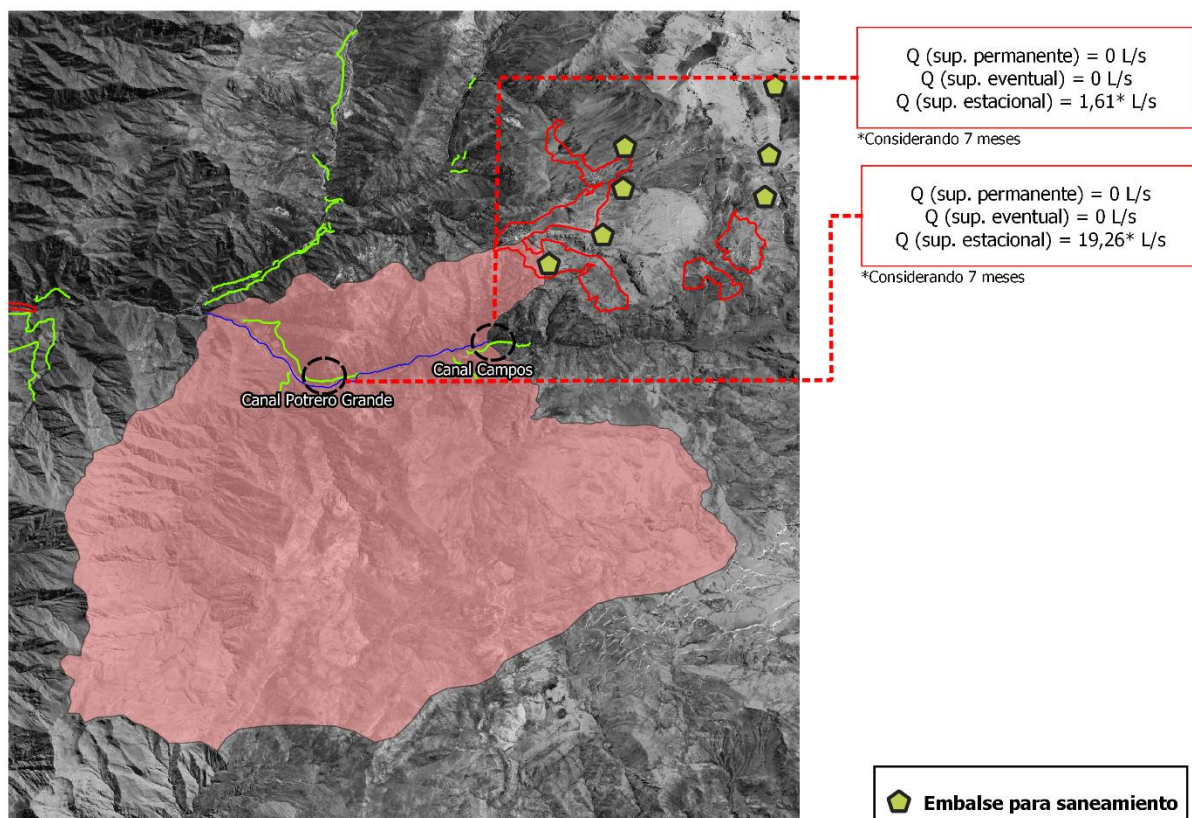 Q (sup. permanente) = 0 L/s
Q (sup. eventual) = 0 L/s
Q (sup. estacional) = 1,61* L/s
*Considerando 7 meses
Q (sup. permanente) = 0 L/s
Q (sup. eventual) = 0 L/s
Q (sup. estacional) = 19,26* L/s
*Considerando 7 meses
Canal Campos
Canal Potrero Grande
Embalse para saneamiento